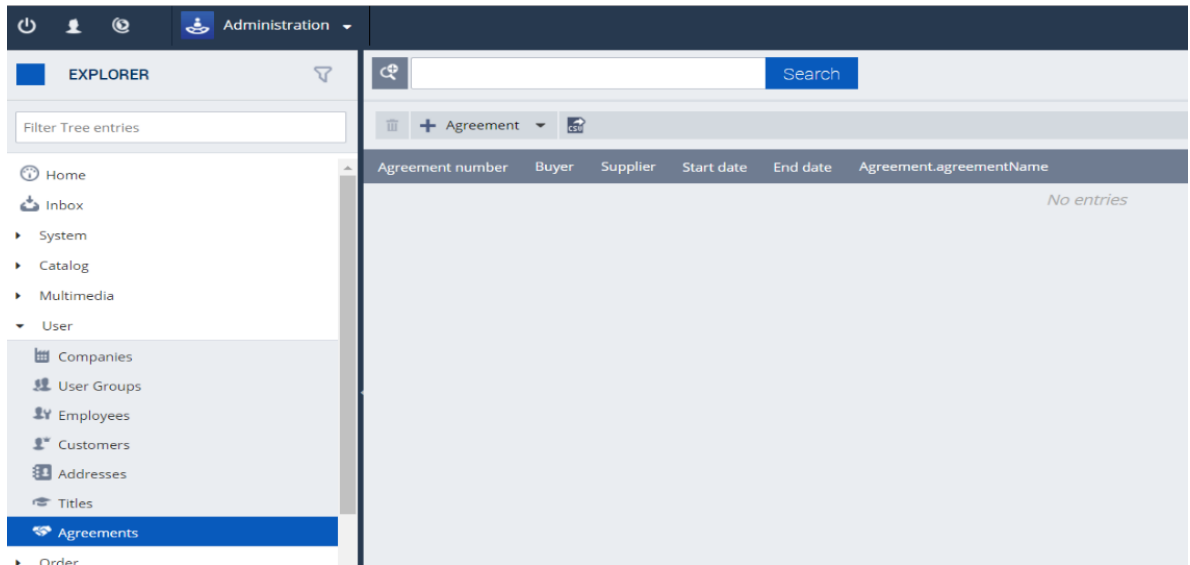 Administration
EXPLORER
Search
Filter Tree entries
Agreement
CSV
Agreement number Buyer Supplier Start date End date Agreement.agreementName
No entries
Home
Inbox
System
Catalog
Multimedia
User
Companies
User Groups
Employees
Customers
Addresses
Titles
Agreements
Order